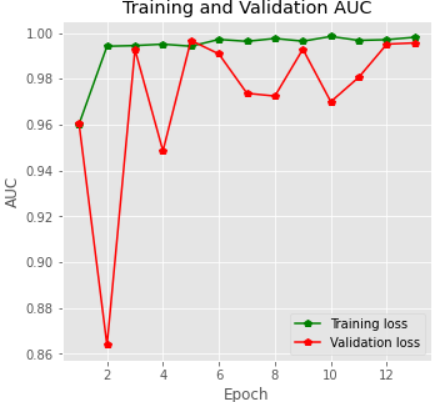 Training and Validation AUC
1.00
0.98
0.96
0.94
0.92
0.90
0.88
0.86
AUC
2 4 6 8 10 12
Epoch
Training loss
Validation loss